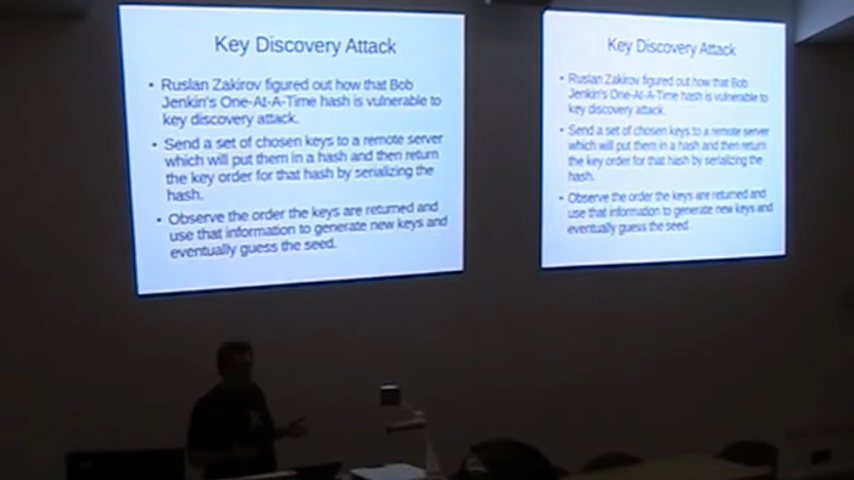 Key Discovery Attack
• Ruslan Zakirov figured out how that Bob
Jenkin's One-At-A-Time hash is vulnerable to
key discovery attack.
• Send a set of chosen keys to a remote server
which will put them in a hash and then return
the key order for that hash by serializing the
hash.
• Observe the order the keys are returned and
use that information to generate new keys and
eventually guess the seed.
Key Discovery Attack
• Ruslan Zakirov figured out how that Bob
Jenkin's One-At-A-Time hash is vulnerable to
key discovery attack.
• Send a set of chosen keys to a remote server
which will put them in a hash and then return
the key order for that hash by serializing the
hash.
• Observe the order the keys are returned and
use that information to generate new keys and
eventually guess the seed.